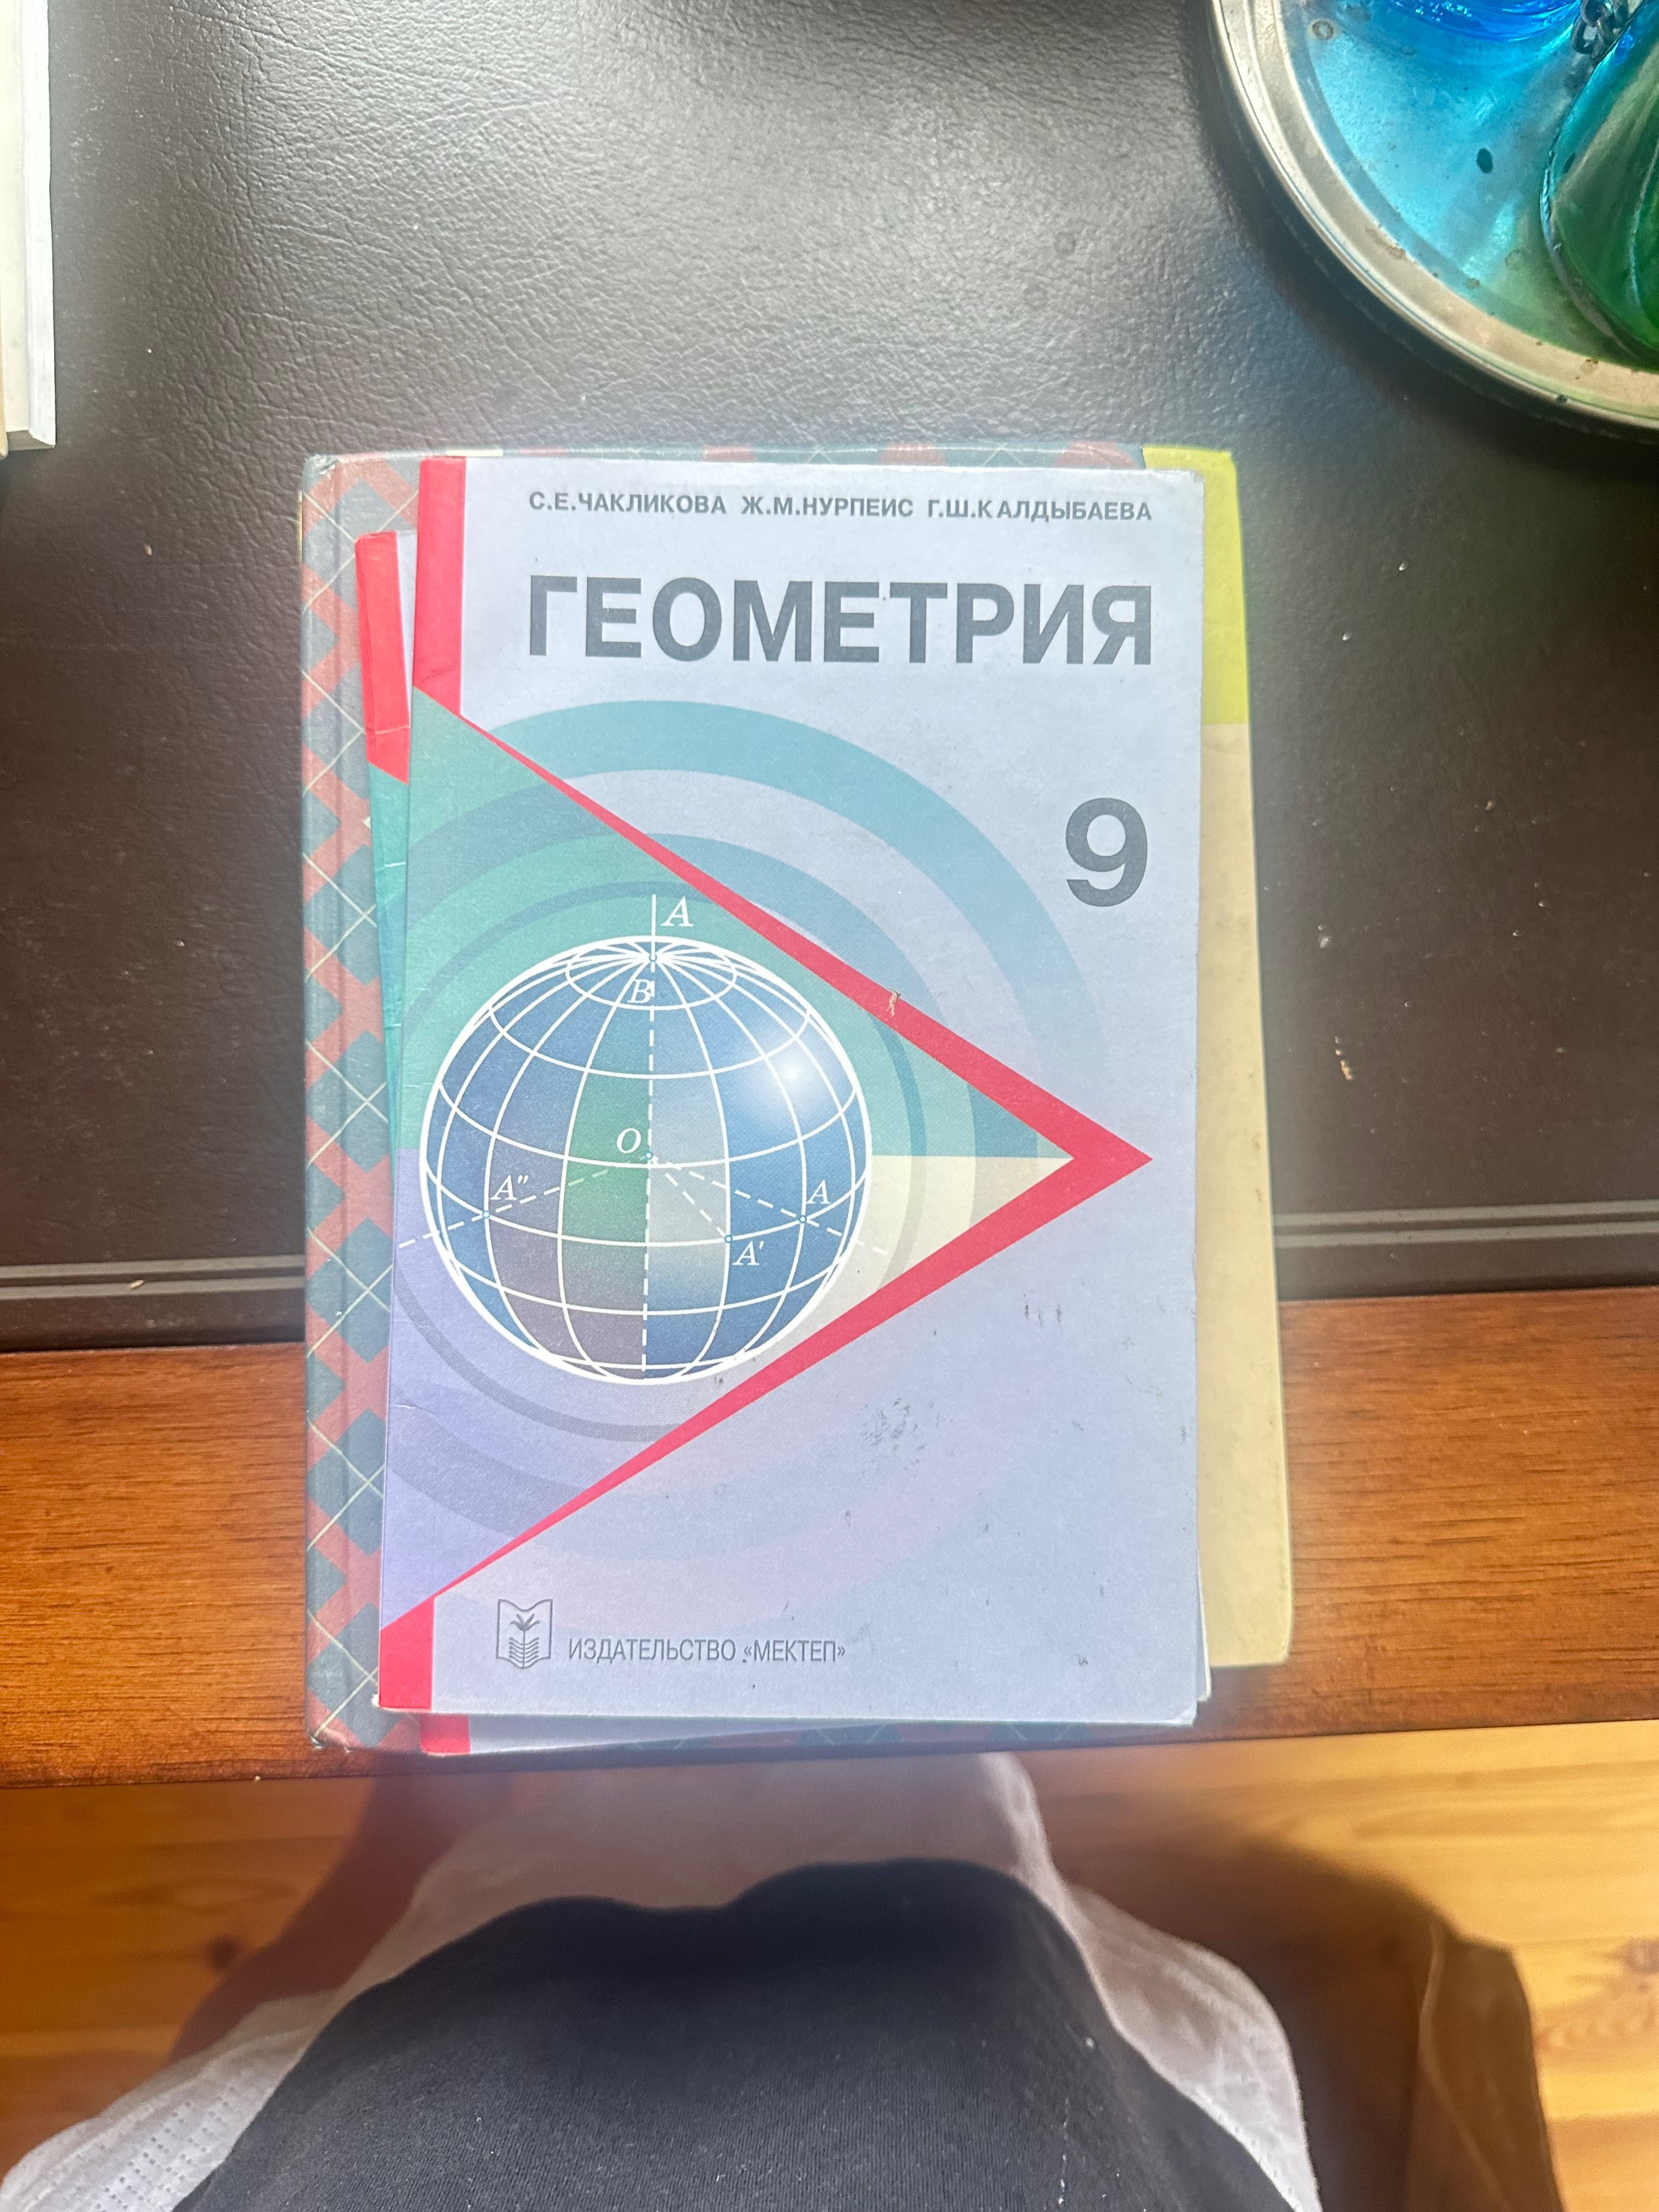 С.Е.ЧАКЛИКОВА Ж.М.НУРПЕИС Г.Ш.КАЛДЫБАЕВА
ГЕОМЕТРИЯ
9
A
B
O
A"
A
A'
ИЗДАТЕЛЬСТВО «МЕКТЕП»